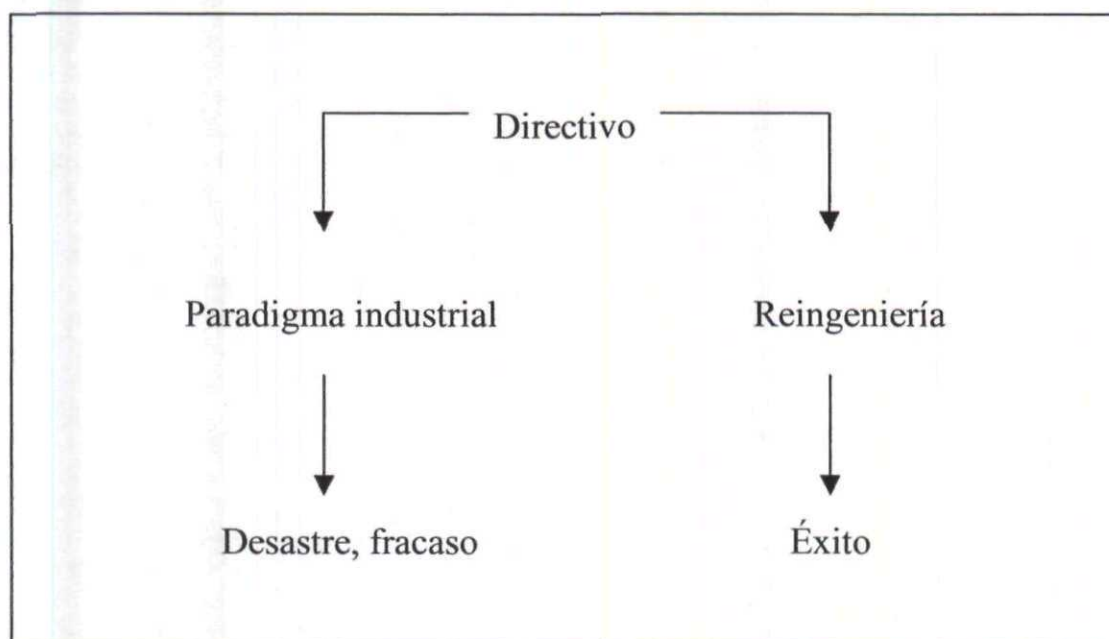 Directivo
Paradigma industrial
Reingeniería
Desastre, fracaso
Éxito